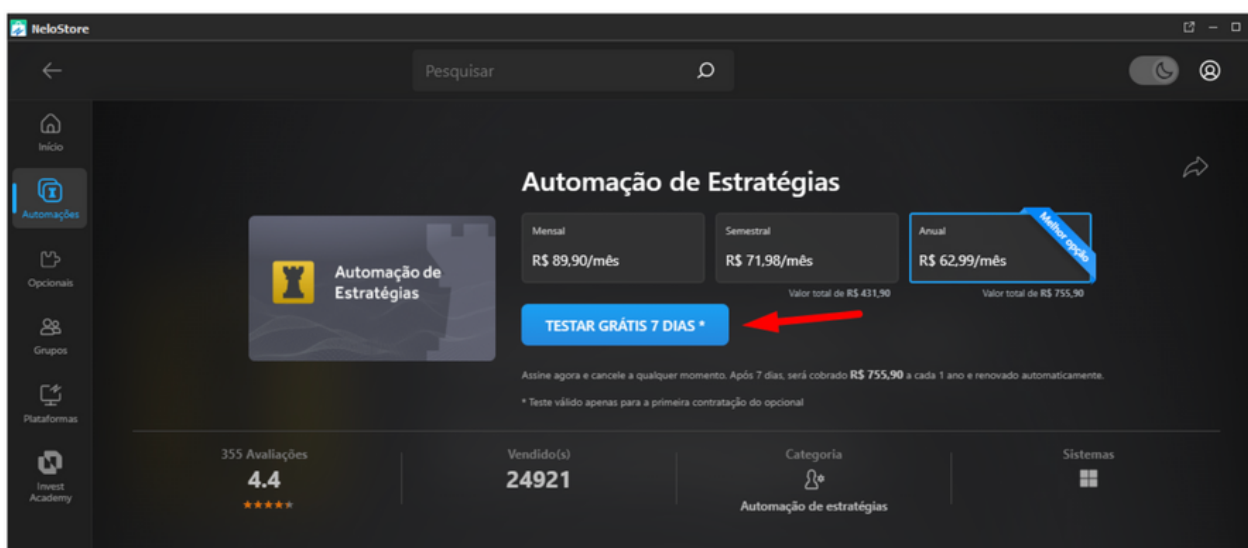 NeloStore
Pesquisar
Início
Automações
Opcionais
Grupos
Plataformas
Invest
Academy
Automação de
Estratégias
Automação de Estratégias
Mensal
R$ 89,90/mês
Semestral
R$ 71,98/mês
Valor total de R$ 431,90
Anual
R$ 62,99/mês
Melhor opção
Valor total de R$ 755,90
TESTAR GRÁTIS 7 DIAS *
Assine agora e cancele a qualquer momento. Após 7 dias, será cobrado R$ 755,90 a cada 1 ano e renovado automaticamente.
* Teste válido apenas para a primeira contratação do opcional
355 Avaliações
4.4
Vendido(s)
24921
Categoria
Automação de estratégias
Sistemas